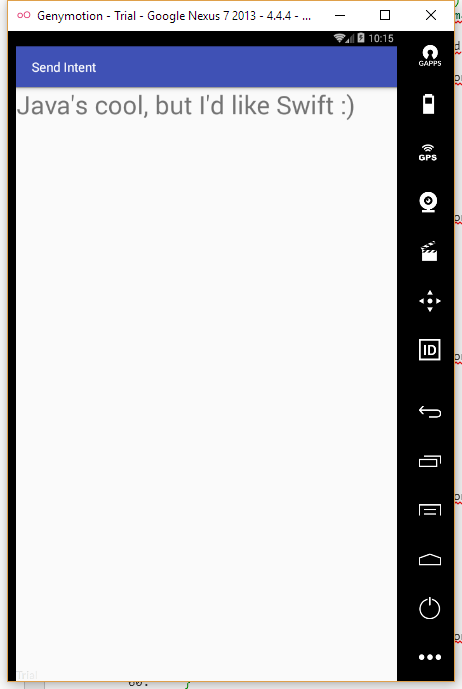 Genymotion - Trial - Google Nexus 7 2013 - 4.4.4 - ...
10:15
Send Intent
GAPPS
Java's cool, but I'd like Swift :)
GPS
ID
Trial
60: }